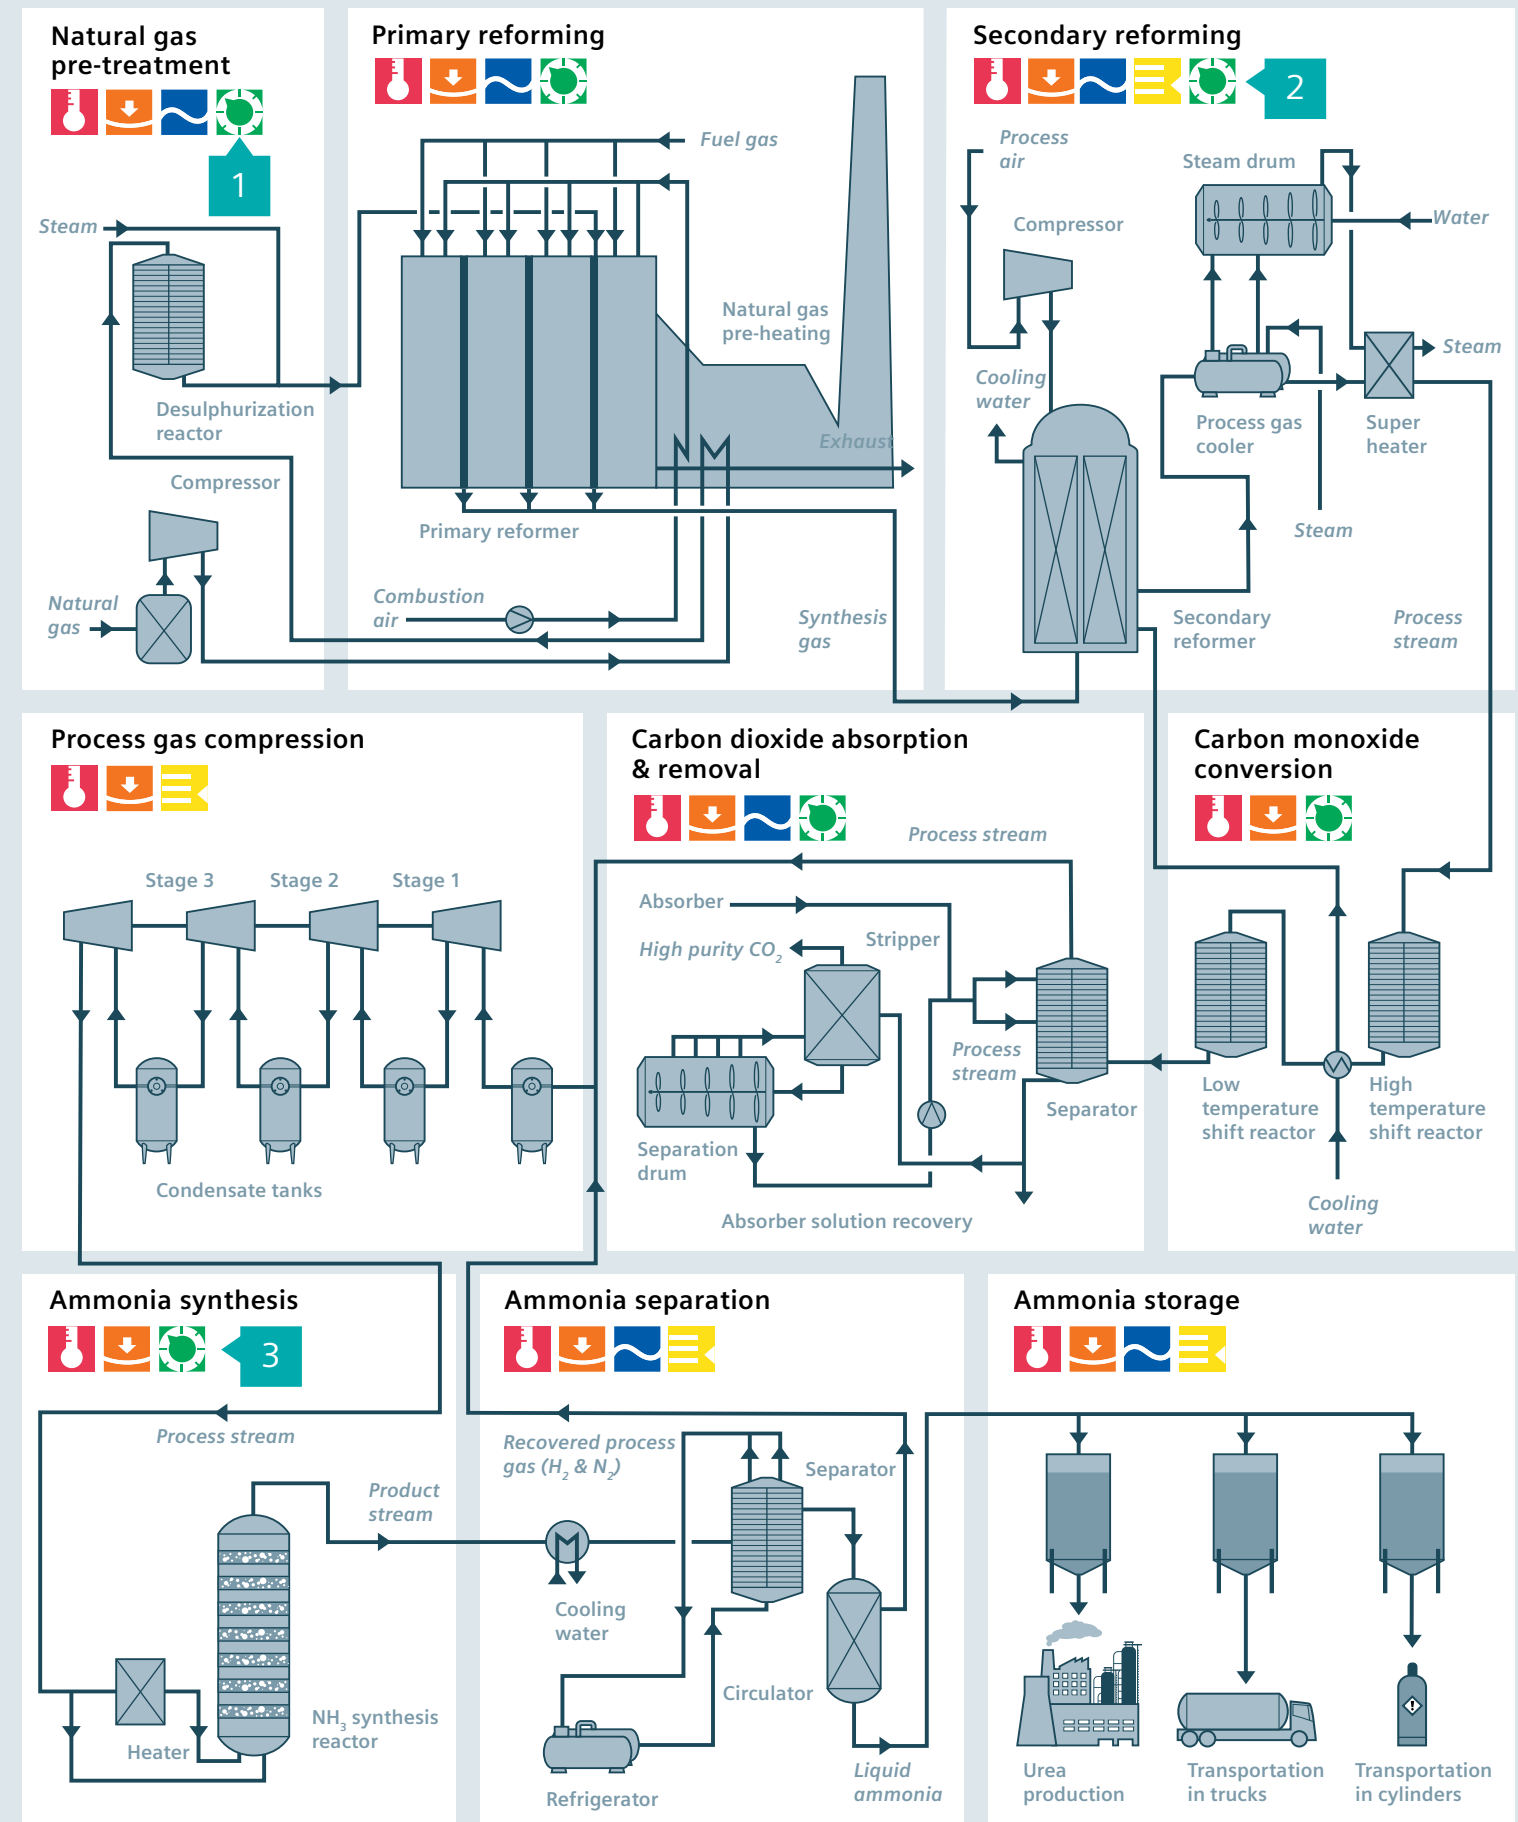 Natural gas
pre-treatment
1
Steam
Desulphurization
reactor
Compressor
Natural
gas
Primary reforming
Fuel gas
Natural gas
pre-heating
Exhaust
Primary reformer
Combustion
air
Synthesis
gas
Secondary reforming
2
Process
air
Steam drum
Water
Compressor
Cooling
water
Steam
Process gas
cooler
Super
heater
Steam
Secondary
reformer
Process
stream
Process gas compression
Stage 3
Stage 2
Stage 1
Condensate tanks
Carbon dioxide absorption
& removal
Process stream
Absorber
High purity CO2
Stripper
Process
stream
Separator
Separation
drum
Absorber solution recovery
Carbon monoxide
conversion
Low
temperature
shift reactor
High
temperature
shift reactor
Cooling
water
Ammonia synthesis
3
Process stream
Product
stream
NH3 synthesis
reactor
Heater
Ammonia separation
Recovered process
gas (H2 & N2)
Separator
Cooling
water
Circulator
Refrigerator
Liquid
ammonia
Ammonia storage
!
Urea
production
Transportation
in trucks
Transportation
in cylinders